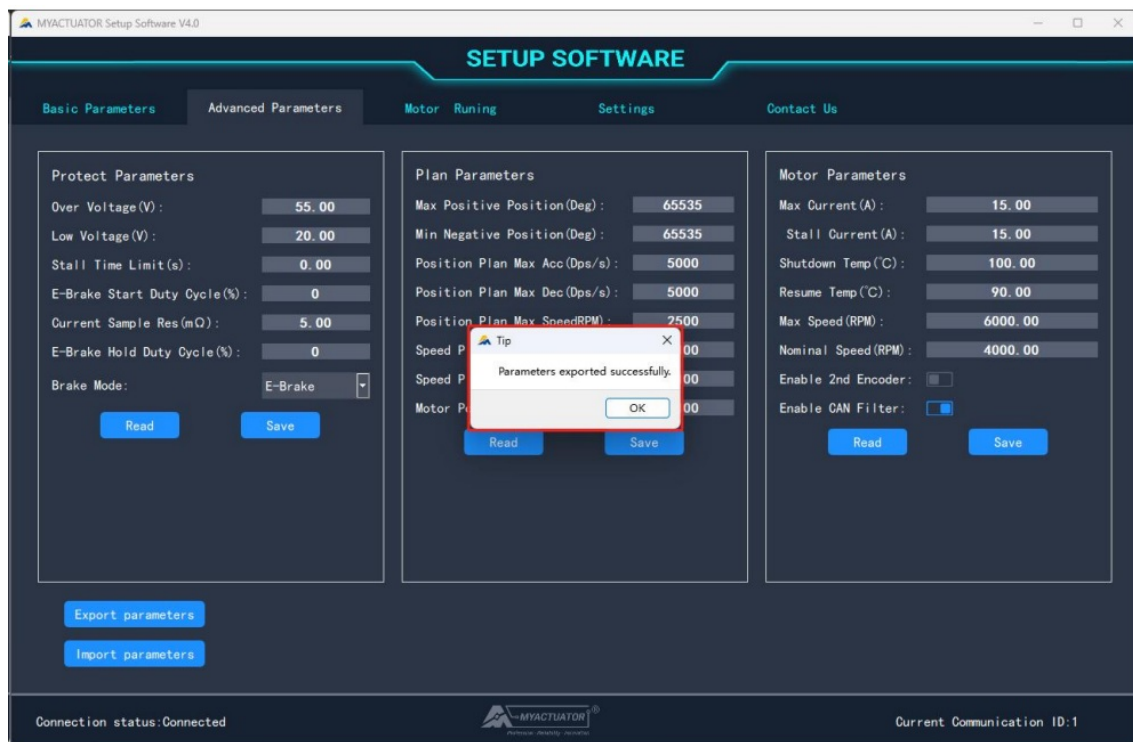 MYACTUATOR Setup Software V4.0
SETUP SOFTWARE
Basic Parameters
Advanced Parameters
Motor Runing
Settings
Contact Us
Protect Parameters
Over Voltage(V): 55.00
Low Voltage(V): 20.00
Stall Time Limit(s): 0.00
E-Brake Start Duty Cycle(%): 0
Current Sample Res(mΩ): 5.00
E-Brake Hold Duty Cycle(%): 0
Brake Mode: E-Brake
Read Save
Plan Parameters
Max Positive Position(Deg): 65535
Min Negative Position(Deg): 65535
Position Plan Max Acc(Dps/s): 5000
Position Plan Max Dec(Dps/s): 5000
Position Plan Max SpeedRPM): 2500
Speed P 00
Speed P 00
Motor P 00
Read Save
Tip
Parameters exported successfully.
OK
Motor Parameters
Max Current(A): 15.00
Stall Current(A): 15.00
Shutdown Temp(℃): 100.00
Resume Temp(℃): 90.00
Max Speed(RPM): 6000.00
Nominal Speed(RPM): 4000.00
Enable 2nd Encoder:
Enable CAN Filter:
Read Save
Export parameters
Import parameters
Connection status:Connected
MYACTUATOR ®
Current Communication ID:1